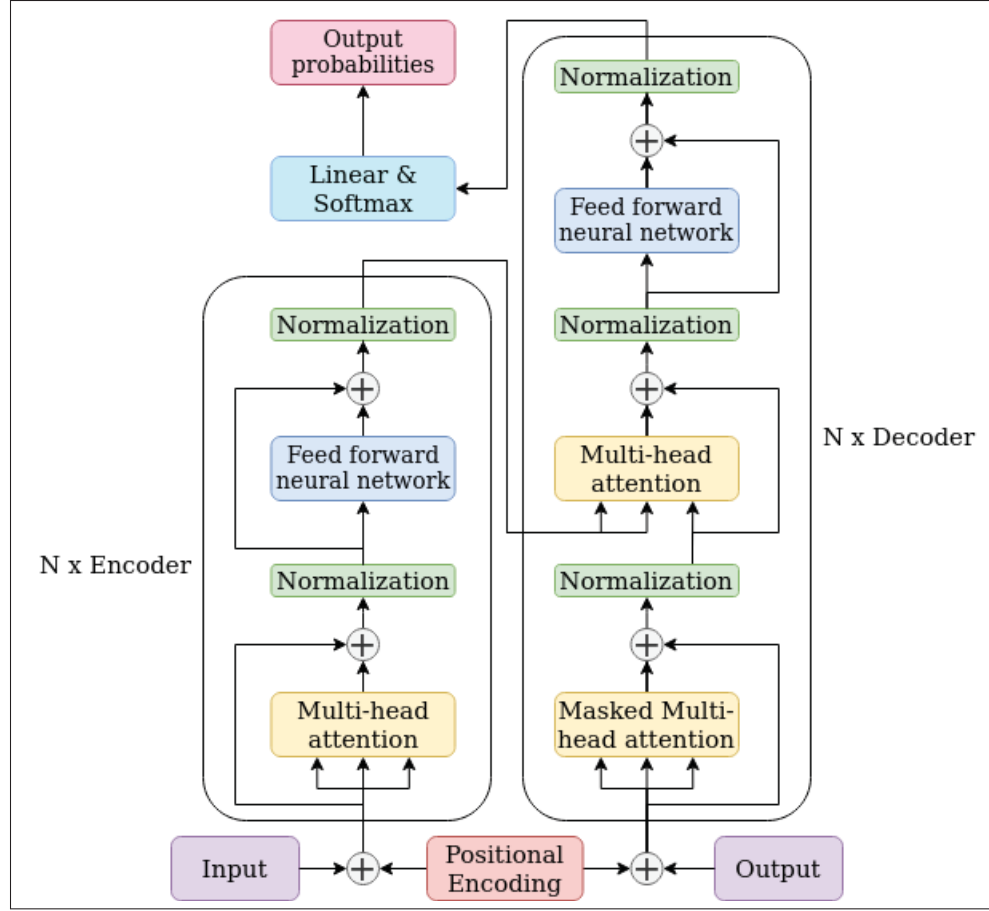 Output
probabilities
Linear &
Softmax
Normalization
Feed forward
neural network
Normalization
Multi-head
attention
N x Encoder
Normalization
Feed forward
neural network
Normalization
Multi-head
attention
Normalization
Masked Multi-
head attention
N x Decoder
Input
Positional
Encoding
Output